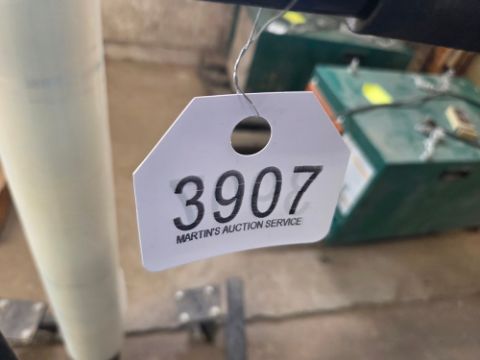 3907
MARTIN'S AUCTION SERVICE